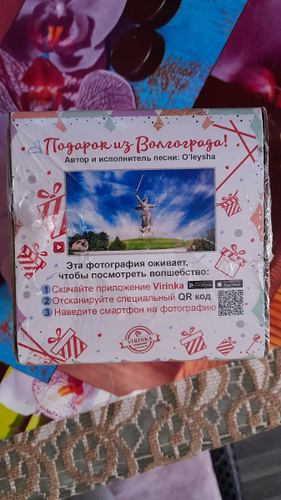 Подарок из Волгограда!
Автор и исполнитель песни: O'leysha
Эта фотография оживает,
чтобы посмотреть волшебство:
1 Скачайте приложение Virinka
2 Отсканируйте специальный QR код
3 Наведите смартфон на фотографию
VIRINKA